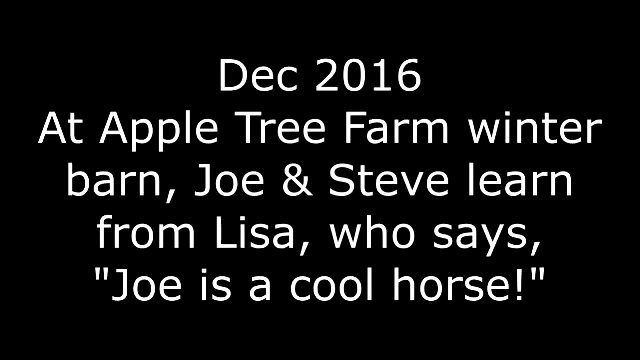 Dec 2016
At Apple Tree Farm winter
barn, Joe & Steve learn
from Lisa, who says,
"Joe is a cool horse!"